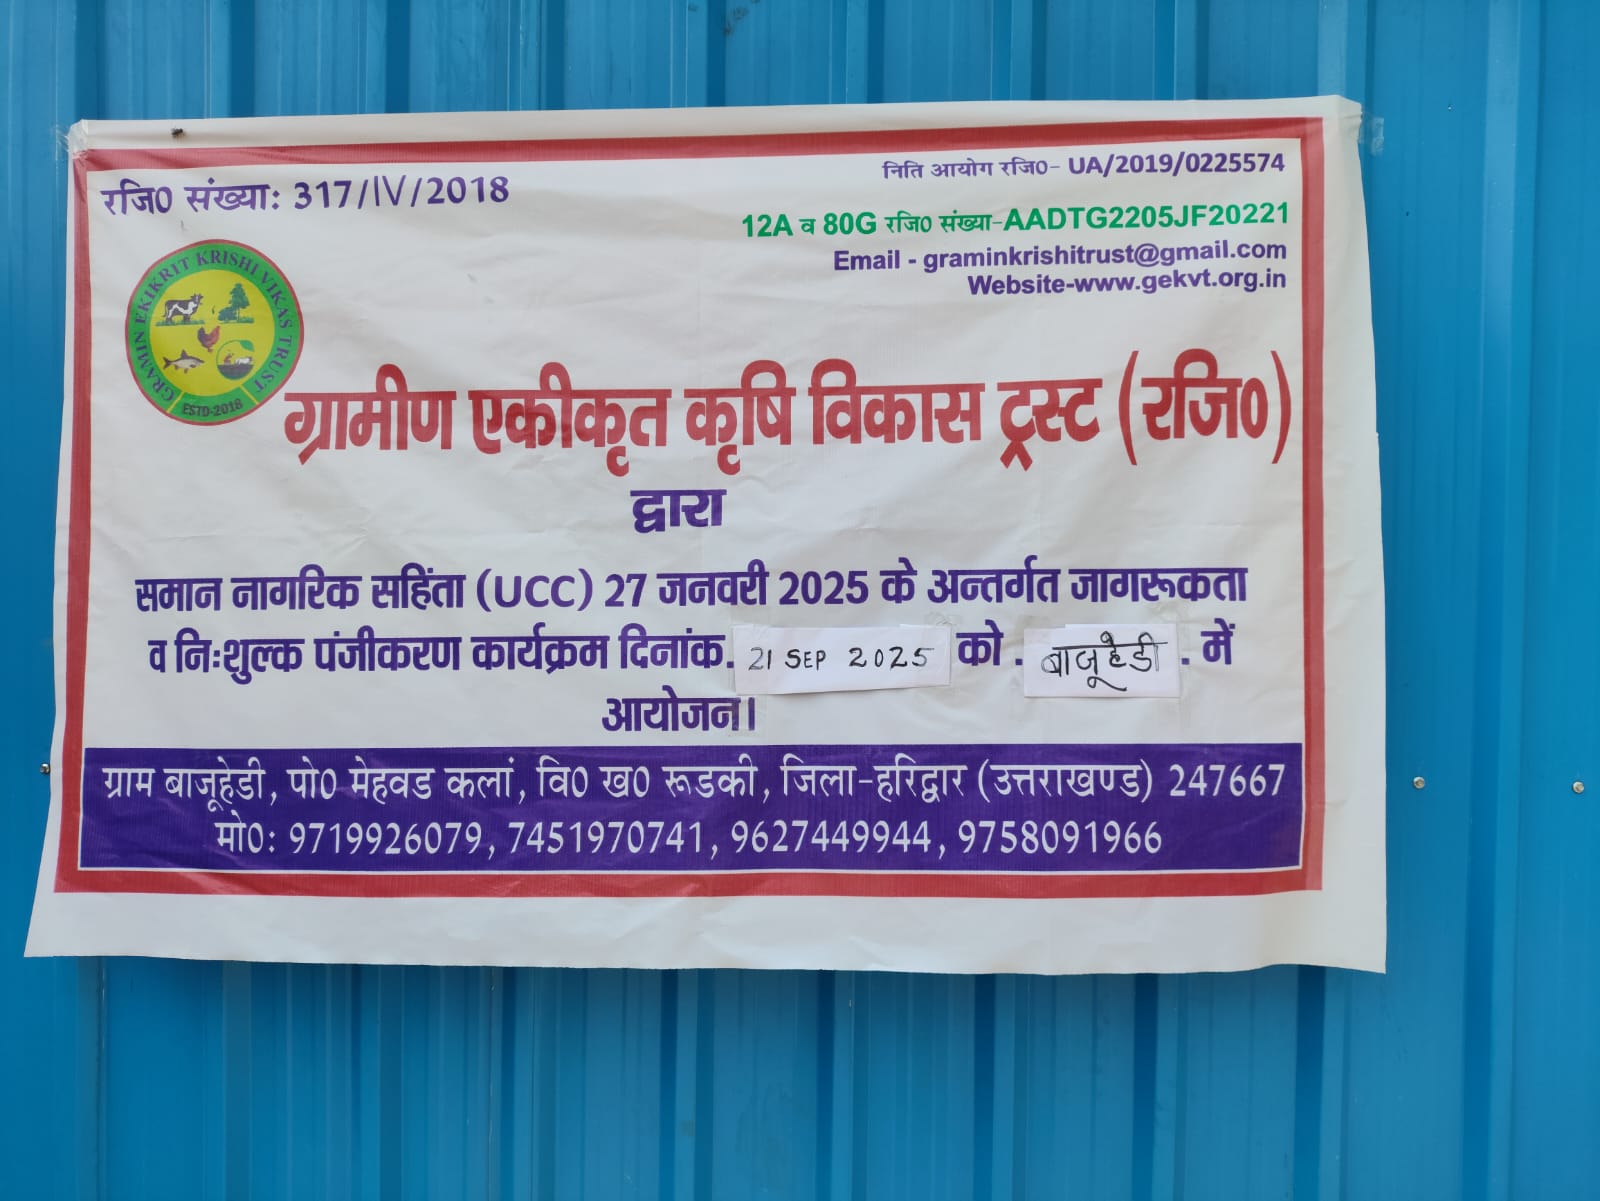 रजि0 संख्या: 317/IV/2018
निति आयोग रजि0- UA/2019/0225574
12A व 80G रजि0 संख्या-AADTG2205JF20221
Email - graminkrishitrust@gmail.com
Website-www.gekvt.org.in
GRAMIN EKIKRIT KRISHI VIKAS TRUST
ESTD-2018
ग्रामीण एकीकृत कृषि विकास ट्रस्ट (रजि0)
द्वारा
समान नागरिक सहिंता (UCC) 27 जनवरी 2025 के अन्तर्गत जागरूकता
व निःशुल्क पंजीकरण कार्यक्रम दिनांक. 21 SEP 2025 को . बाजूहेडी . में
आयोजन।
ग्राम बाजूहेडी, पो0 मेहवड कलां, वि0 ख0 रूडकी, जिला-हरिद्वार (उत्तराखण्ड) 247667
मो0: 9719926079, 7451970741, 9627449944, 9758091966